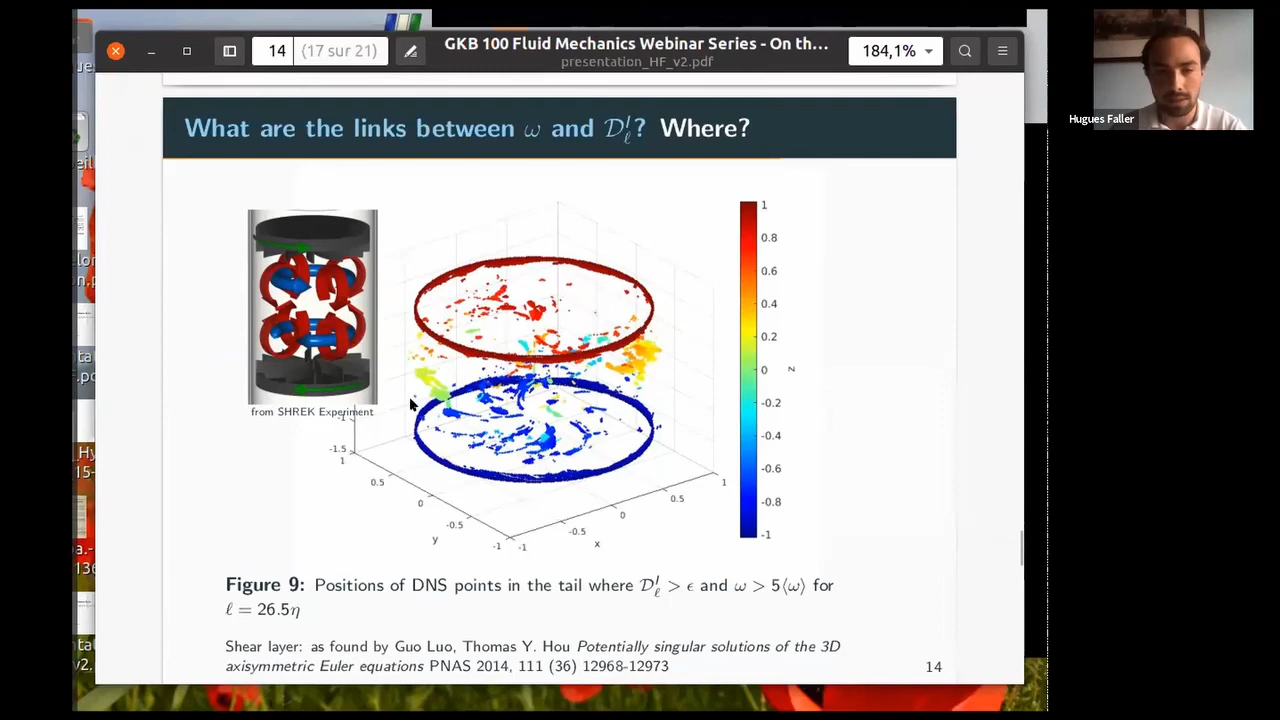 14 (17 sur 21)
GKB 100 Fluid Mechanics Webinar Series - On th…
presentation_HF_v2.pdf
184,1%
Hugues Faller
What are the links between ω and 𝒟ˡ_ℓ? Where?
from SHREK Experiment
1
0.8
0.6
0.4
0.2
0
-0.2
-0.4
-0.6
-0.8
-1
z
-1
-1.5
1
0.5
0
-0.5
-1
y
-1
-0.5
0
0.5
1
x
Figure 9: Positions of DNS points in the tail where 𝒟ˡ_ℓ > ϵ and ω > 5⟨ω⟩ for
ℓ = 26.5η
Shear layer: as found by Guo Luo, Thomas Y. Hou Potentially singular solutions of the 3D
axisymmetric Euler equations PNAS 2014, 111 (36) 12968-12973
14